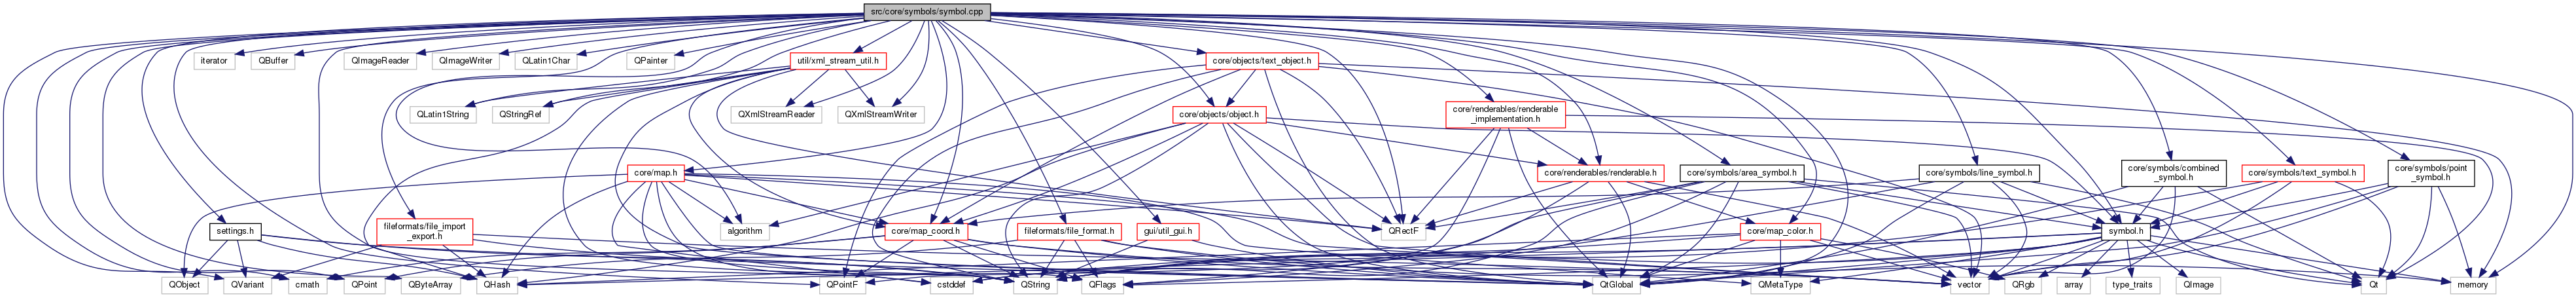 src/core/symbols/symbol.cpp
iterator
QBuffer
QImageReader
QImageWriter
QLatin1Char
QPainter
util/xml_stream_util.h
core/objects/text_object.h
QLatin1String
QStringRef
QXmlStreamReader
QXmlStreamWriter
core/objects/object.h
core/renderables/renderable
_implementation.h
core/map.h
core/renderables/renderable.h
core/symbols/area_symbol.h
core/symbols/line_symbol.h
core/symbols/combined
_symbol.h
core/symbols/text_symbol.h
core/symbols/point
_symbol.h
settings.h
fileformats/file_import
_export.h
algorithm
core/map_coord.h
fileformats/file_format.h
gui/util_gui.h
QRectF
core/map_color.h
symbol.h
QObject
QVariant
cmath
QPoint
QByteArray
QHash
QPointF
cstddef
QString
QFlags
QtGlobal
QMetaType
vector
QRgb
array
type_traits
QImage
Qt
memory